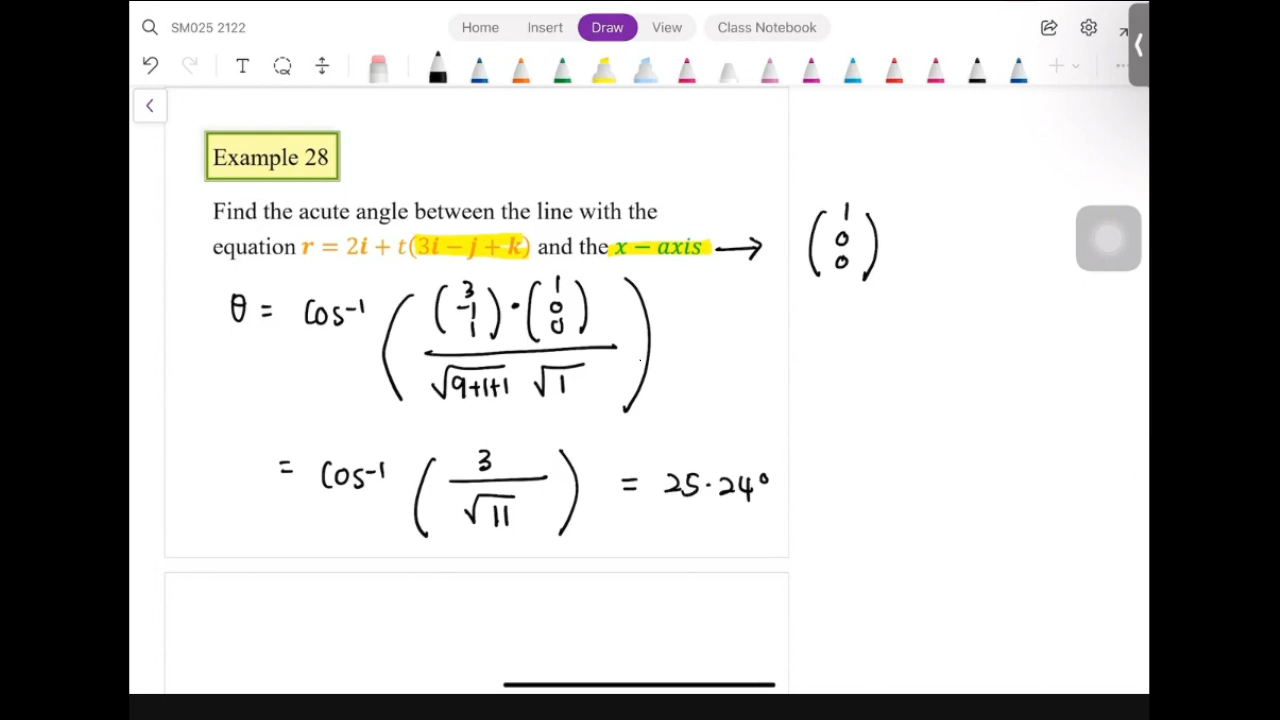 SM025 2122
Home Insert Draw View Class Notebook
Example 28
Find the acute angle between the line with the
equation r = 2i + t(3i − j + k) and the x − axis → (1 0 0)
θ = cos⁻¹ ( (3 -1 1) · (1 0 0) / √9+1+1 √1 )
= cos⁻¹ ( 3 / √11 ) = 25.24°